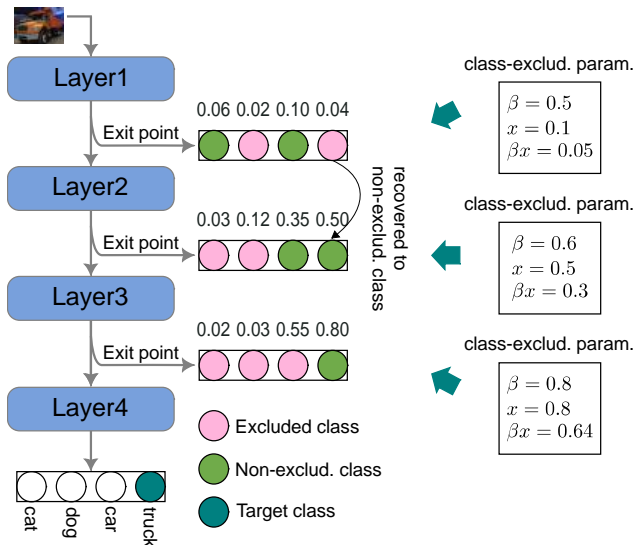 Layer1
class-exclud. param.
0.06 0.02 0.10 0.04
β = 0.5
x = 0.1
βx = 0.05
Exit point
recovered to
non-exclud. class
Layer2
class-exclud. param.
0.03 0.12 0.35 0.50
β = 0.6
x = 0.5
βx = 0.3
Exit point
Layer3
0.02 0.03 0.55 0.80
class-exclud. param.
Exit point
β = 0.8
x = 0.8
βx = 0.64
Layer4
Excluded class
Non-exclud. class
Target class
cat
dog
car
truck